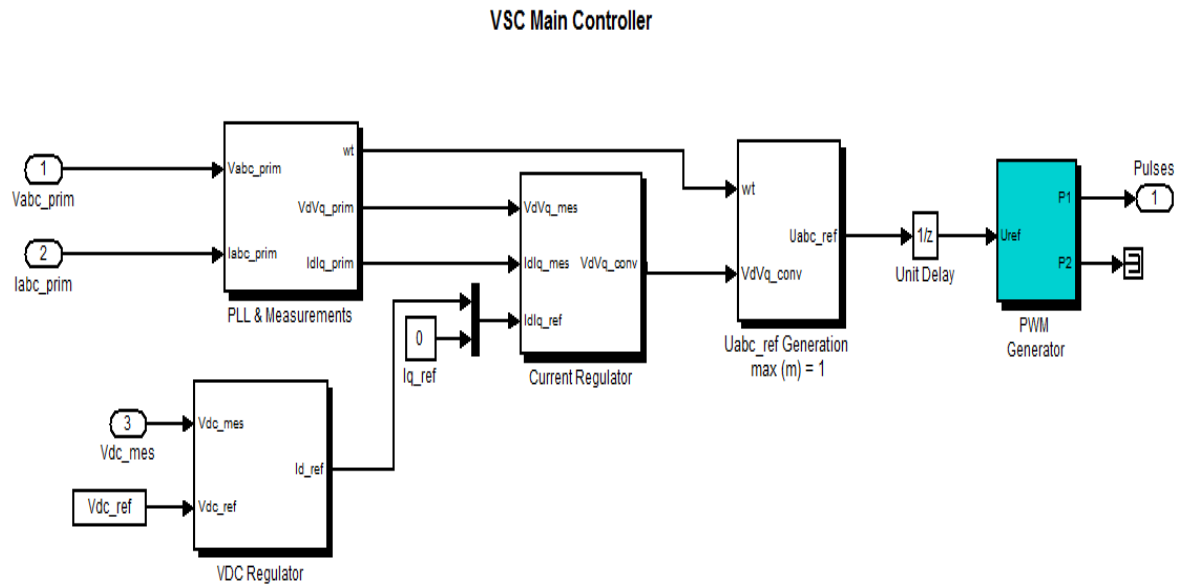 VSC Main Controller
1
Vabc_prim
2
Iabc_prim
Vabc_prim
Iabc_prim
wt
VdVq_prim
IdIq_prim
PLL & Measurements
0
Iq_ref
VdVq_mes
IdIq_mes
IdIq_ref
VdVq_conv
Current Regulator
wt
VdVq_conv
Uabc_ref
Uabc_ref Generation
max (m) = 1
1/z
Unit Delay
Uref
P1
P2
PWM
Generator
Pulses
1
3
Vdc_mes
Vdc_ref
Vdc_mes
Vdc_ref
Id_ref
VDC Regulator